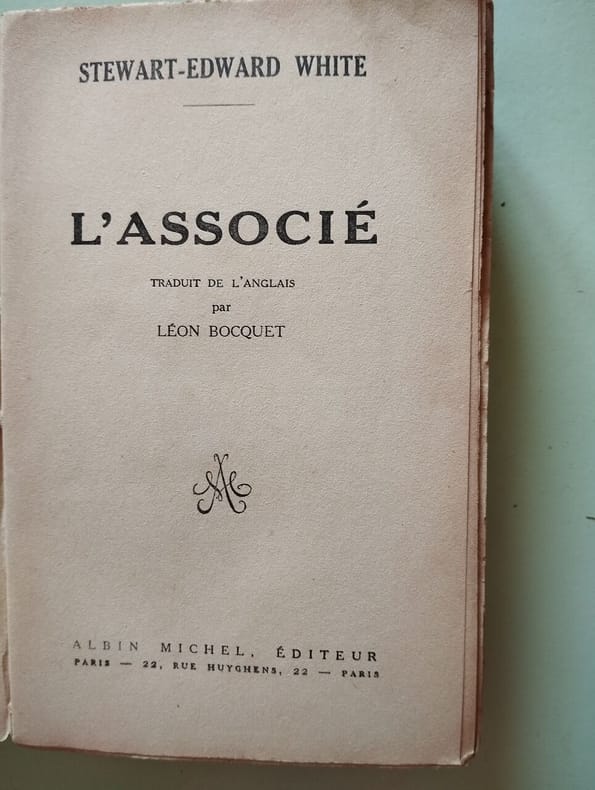 STEWART-EDWARD WHITE
L'ASSOCIÉ
TRADUIT DE L'ANGLAIS
par
LÉON BOCQUET
ALBIN MICHEL, ÉDITEUR
PARIS — 22, RUE HUYGHENS, 22 — PARIS